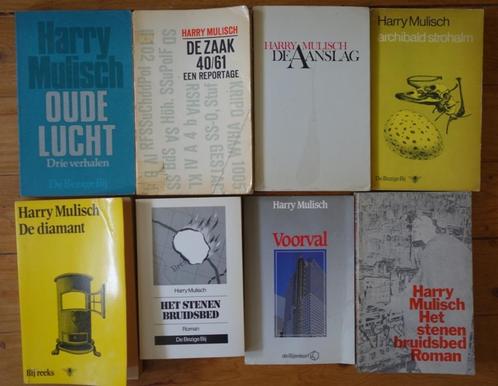 Harry
Mulisch
OUDE
LUCHT
Drie verhalen
De Bezige Bij
HARRY MULISCH
DE ZAAK
40/61
EEN REPORTAGE
HARRY MULISCH
DE AANSLAG
Harry Mulisch
archibald strohalm
De Bezige Bij
Harry Mulisch
De diamant
Bij reeks
Harry Mulisch
HET STENEN
BRUIDSBED
Roman
De Bezige Bij
Harry Mulisch
Voorval
de Bijenkorf
Harry
Mulisch
Het
stenen
bruidsbed
Roman